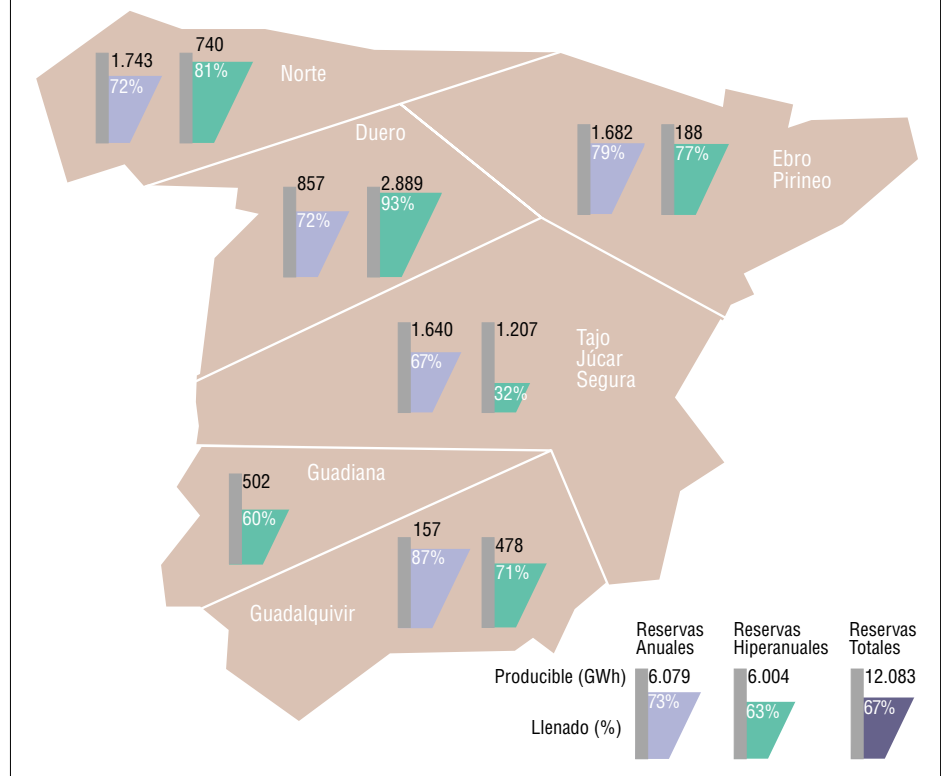 Norte
1.743
72%
740
81%
Duero
857
72%
2.889
93%
Ebro
Pirineo
1.682
79%
188
77%
Tajo
Júcar
Segura
1.640
67%
1.207
32%
Guadiana
502
60%
Guadalquivir
157
87%
478
71%
Reservas
Anuales
Reservas
Hiperanuales
Reservas
Totales
Producible (GWh)
6.079
6.004
12.083
Llenado (%)
73%
63%
67%